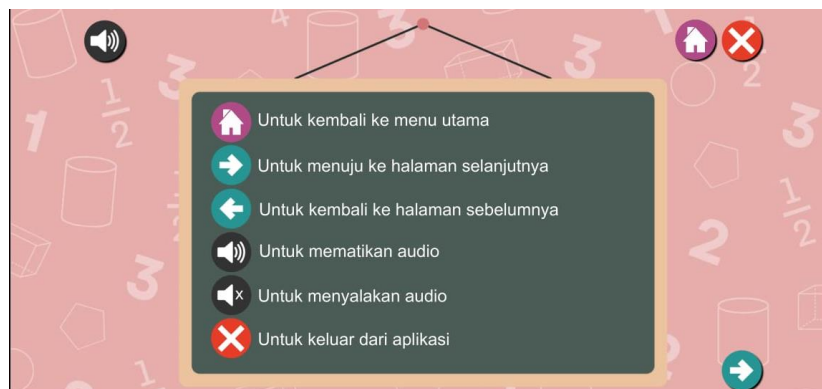 Untuk kembali ke menu utama
Untuk menuju ke halaman selanjutnya
Untuk kembali ke halaman sebelumnya
Untuk mematikan audio
Untuk menyalakan audio
Untuk keluar dari aplikasi